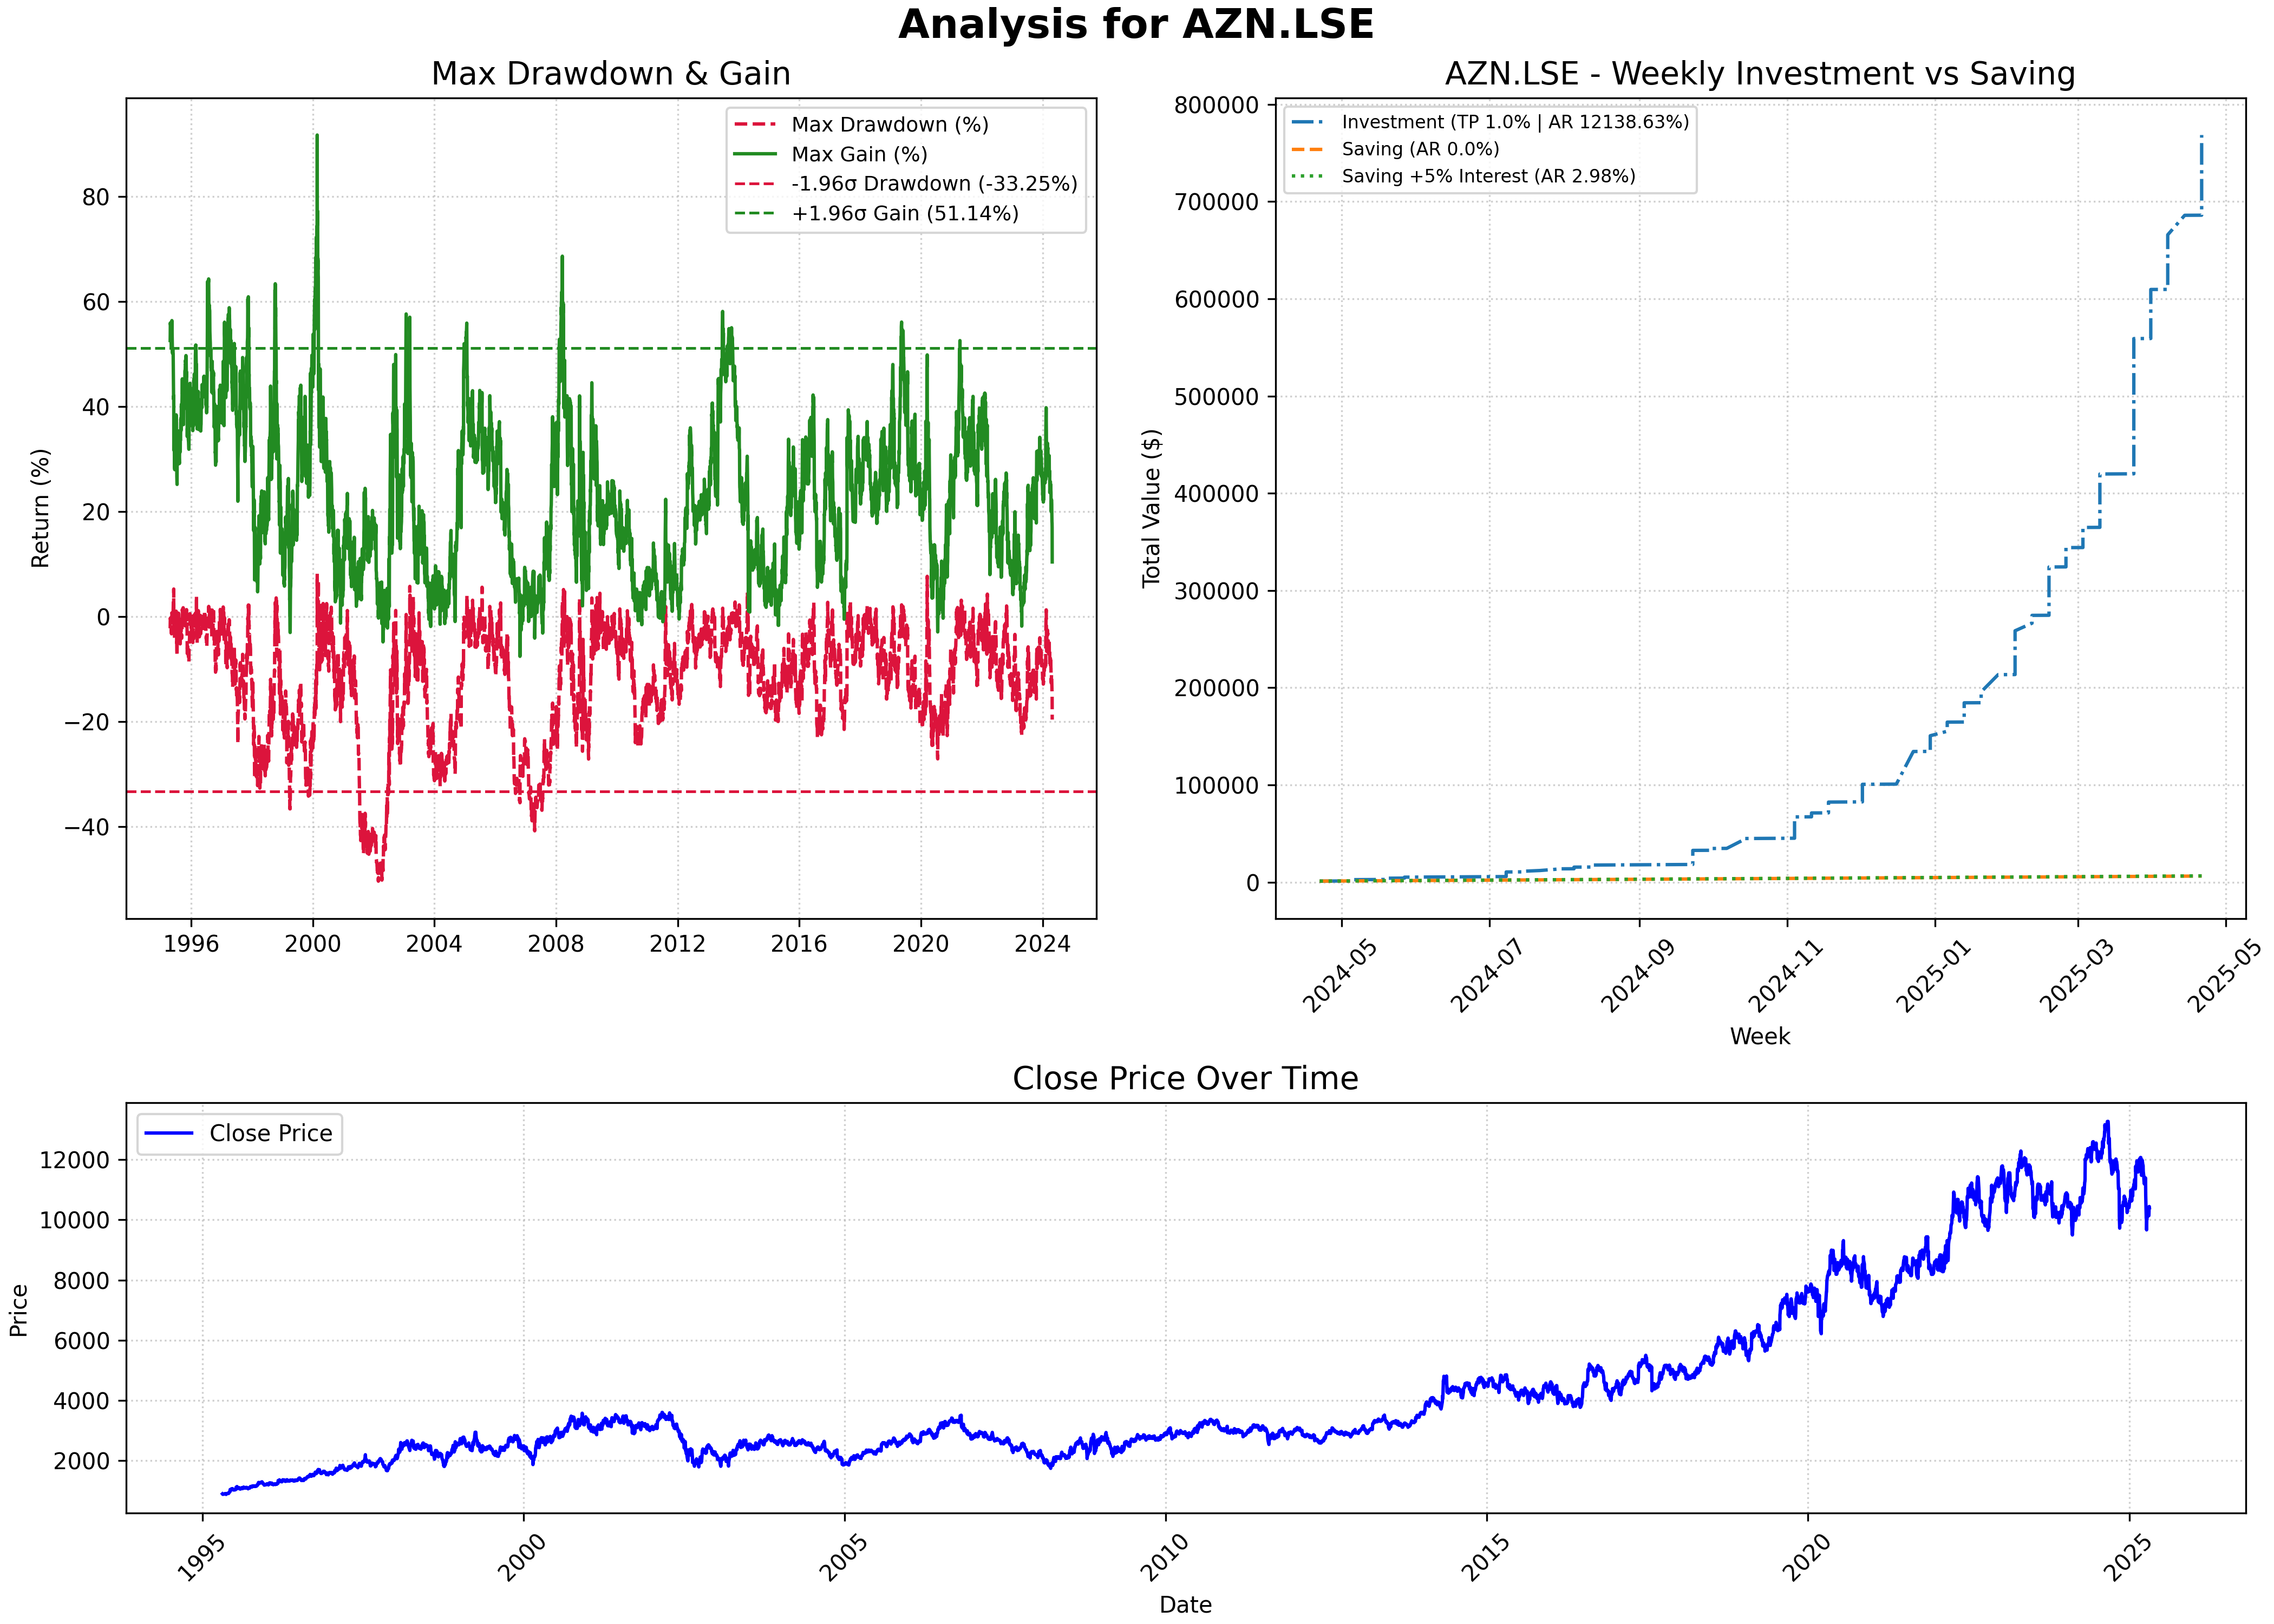 Analysis for AZN.LSE
Max Drawdown & Gain
Max Drawdown (%)
Max Gain (%)
-1.96σ Drawdown (-33.25%)
+1.96σ Gain (51.14%)
Return (%)
80
60
40
20
0
−20
−40
1996
2000
2004
2008
2012
2016
2020
2024
AZN.LSE - Weekly Investment vs Saving
Investment (TP 1.0% | AR 12138.63%)
Saving (AR 0.0%)
Saving +5% Interest (AR 2.98%)
Total Value ($)
800000
700000
600000
500000
400000
300000
200000
100000
0
2024-05
2024-07
2024-09
2024-11
2025-01
2025-03
2025-05
Week
Close Price Over Time
Close Price
Price
12000
10000
8000
6000
4000
2000
1995
2000
2005
2010
2015
2020
2025
Date